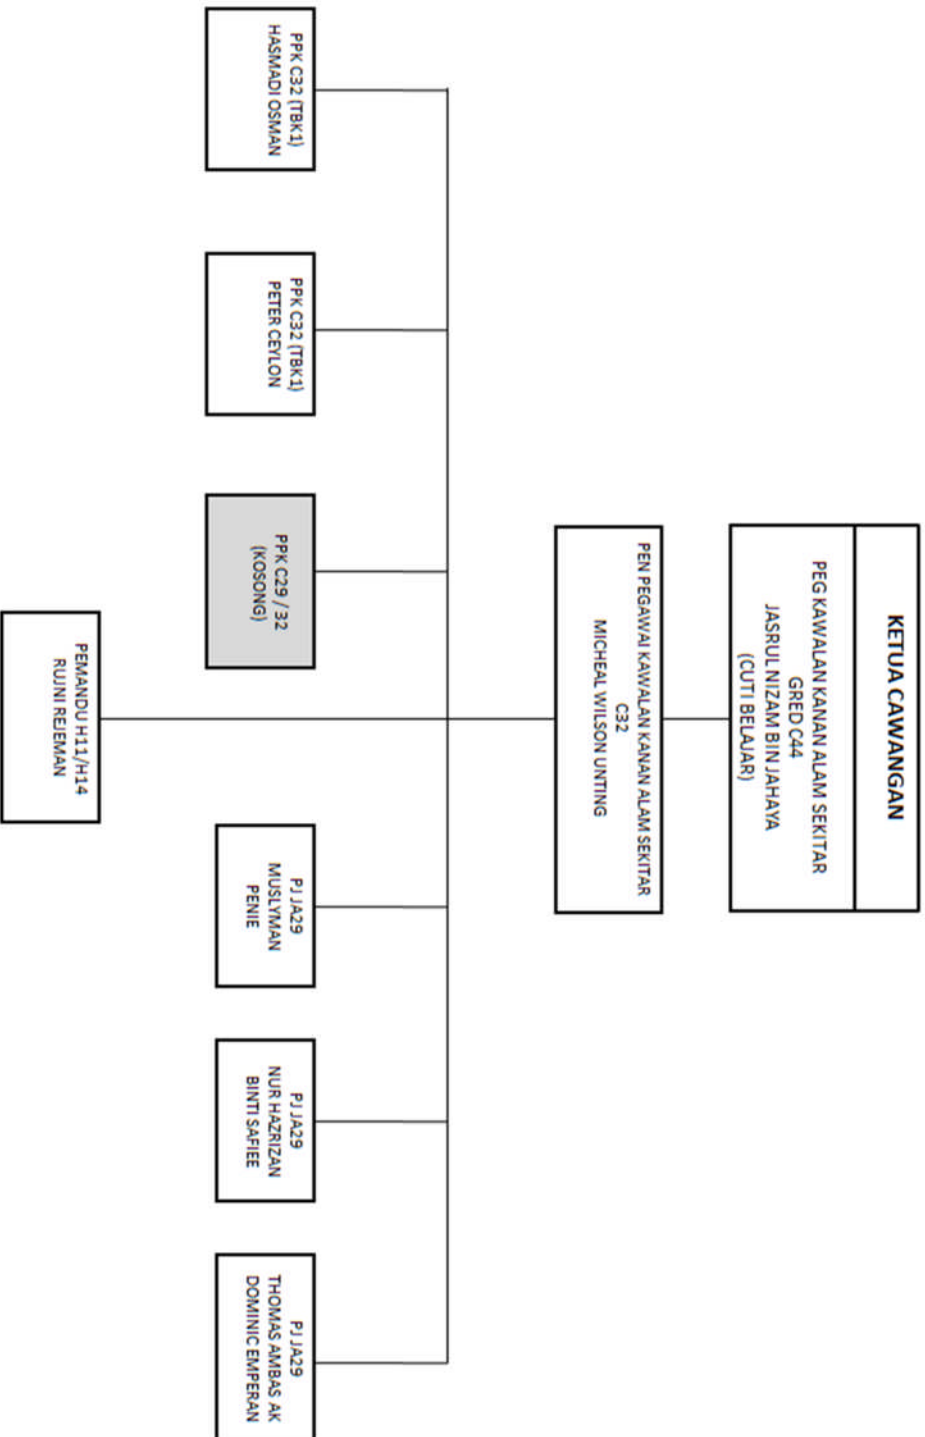 KETUA CAWANGAN
PEG KAWALAN KANAN ALAM SEKITAR
GRED C44
JASRUL NIZAM BIN JAHAYA
(CUTI BELAJAR)
PEN PEGAWAI KAWALAN KANAN ALAM SEKITAR
C32
MICHEAL WILSON UNTING
PPK C32 (TBK1)
HASMADI OSMAN
PPK C32 (TBK1)
PETER CEYLON
PPK C29 / 32
(KOSONG)
PJ JA29
MUSLYMAN
PENIE
PJ JA29
NUR HAZRIZAN
BINTI SAFIEE
PJ JA29
THOMAS AMBAS AK
DOMINIC EMPERAN
PEMANDU H11/H14
RUJNI REJEMAN